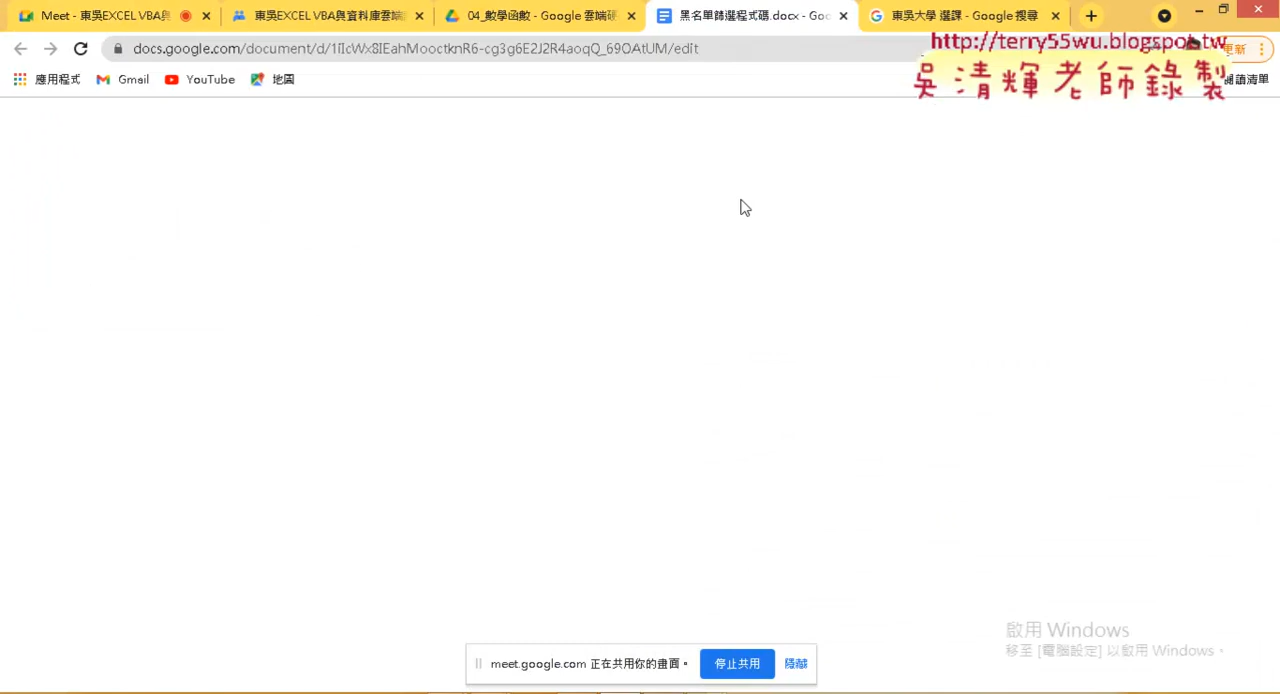 Meet - 東吳EXCEL VBA與
東吳EXCEL VBA與資料庫雲端
04_數學函數 - Google 雲端硬
黑名單篩選程式碼.docx - Goo
東吳大學 選課 - Google 搜尋
docs.google.com/document/d/1IIcWx8IEahMooctknR6-cg3g6E2J2R4aoqQ_69OAtUM/edit
http://terry55wu.blogspot.tw
更新
應用程式
Gmail
YouTube
地圖
吳清輝老師錄製
閱讀清單
啟用 Windows
移至 [電腦設定] 以啟用 Windows。
meet.google.com 正在共用你的畫面。
停止共用
隱藏